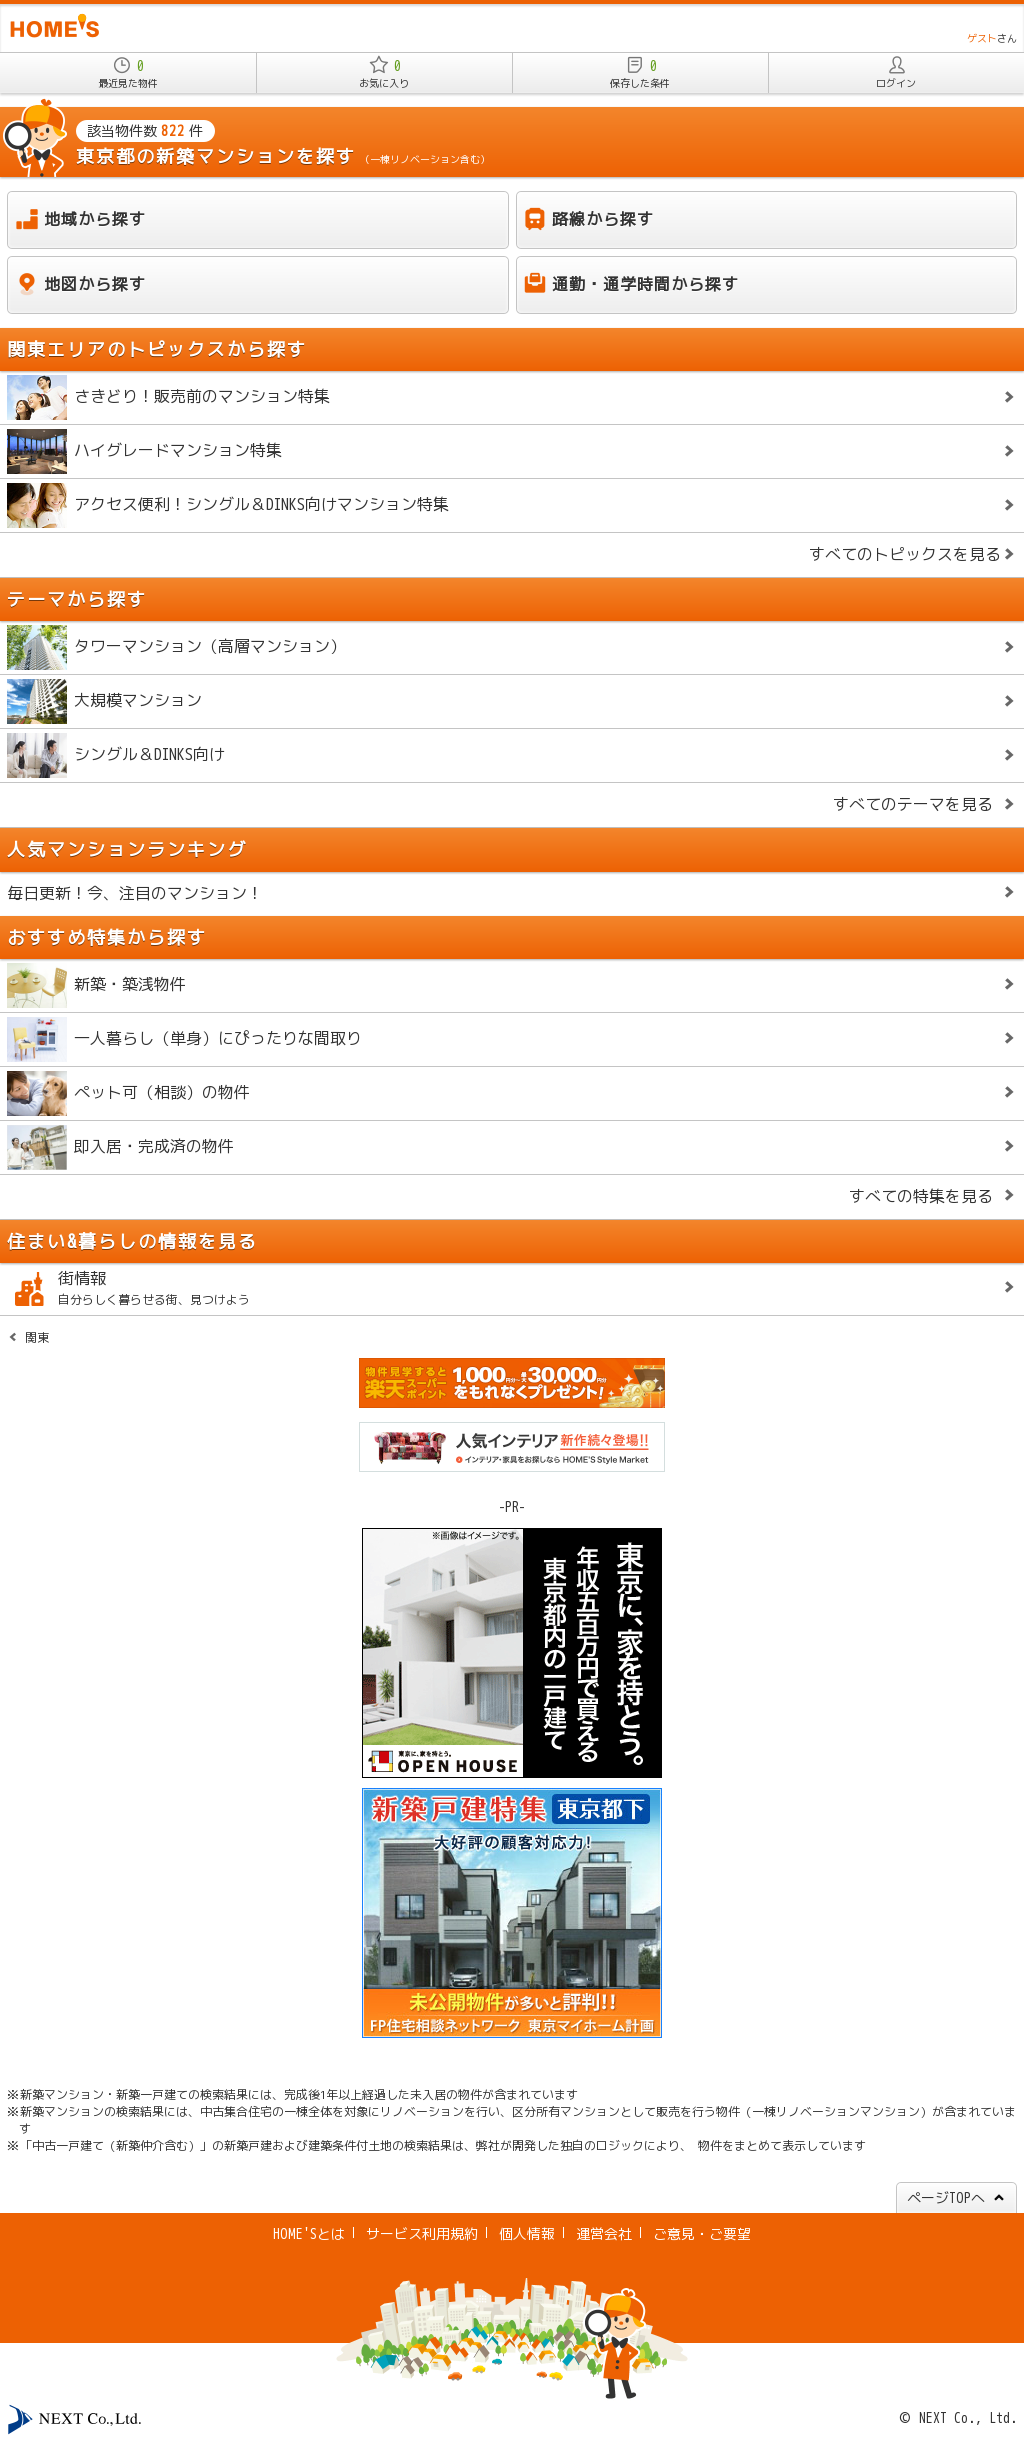 HOME'S
ゲストさん
0
最近見た物件
0
お気に入り
0
保存した条件
ログイン
該当物件数 822 件
東京都の新築マンションを探す （一棟リノベーション含む）
地域から探す
路線から探す
地図から探す
通勤・通学時間から探す
関東エリアのトピックスから探す
さきどり！販売前のマンション特集
ハイグレードマンション特集
アクセス便利！シングル＆DINKS向けマンション特集
すべてのトピックスを見る
テーマから探す
タワーマンション（高層マンション）
大規模マンション
シングル＆DINKS向け
すべてのテーマを見る
人気マンションランキング
毎日更新！今、注目のマンション！
おすすめ特集から探す
新築・築浅物件
一人暮らし（単身）にぴったりな間取り
ペット可（相談）の物件
即入居・完成済の物件
すべての特集を見る
住まい&暮らしの情報を見る
街情報
自分らしく暮らせる街、見つけよう
関東
物件見学すると
楽天スーパーポイント
1,000円分〜最大30,000円分
をもれなくプレゼント!
人気インテリア 新作続々登場!!
インテリア・家具をお探しなら HOME'S Style Market
-PR-
※画像はイメージです。
東京に、家を持とう。
年収五百万円で買える
東京都内の一戸建て
東京に、家を持とう。
OPEN HOUSE
新築戸建特集 東京都下
大好評の顧客対応力!
未公開物件が多いと評判!!
FP住宅相談ネットワーク 東京マイホーム計画
※新築マンション・新築一戸建ての検索結果には、完成後1年以上経過した未入居の物件が含まれています
※新築マンションの検索結果には、中古集合住宅の一棟全体を対象にリノベーションを行い、区分所有マンションとして販売を行う物件（一棟リノベーションマンション）が含まれていま
す
※「中古一戸建て（新築仲介含む）」の新築戸建および建築条件付土地の検索結果は、弊社が開発した独自のロジックにより、 物件をまとめて表示しています
ページTOPへ
HOME'Sとは | サービス利用規約 | 個人情報 | 運営会社 | ご意見・ご要望
NEXT Co.,Ltd.
© NEXT Co., Ltd.